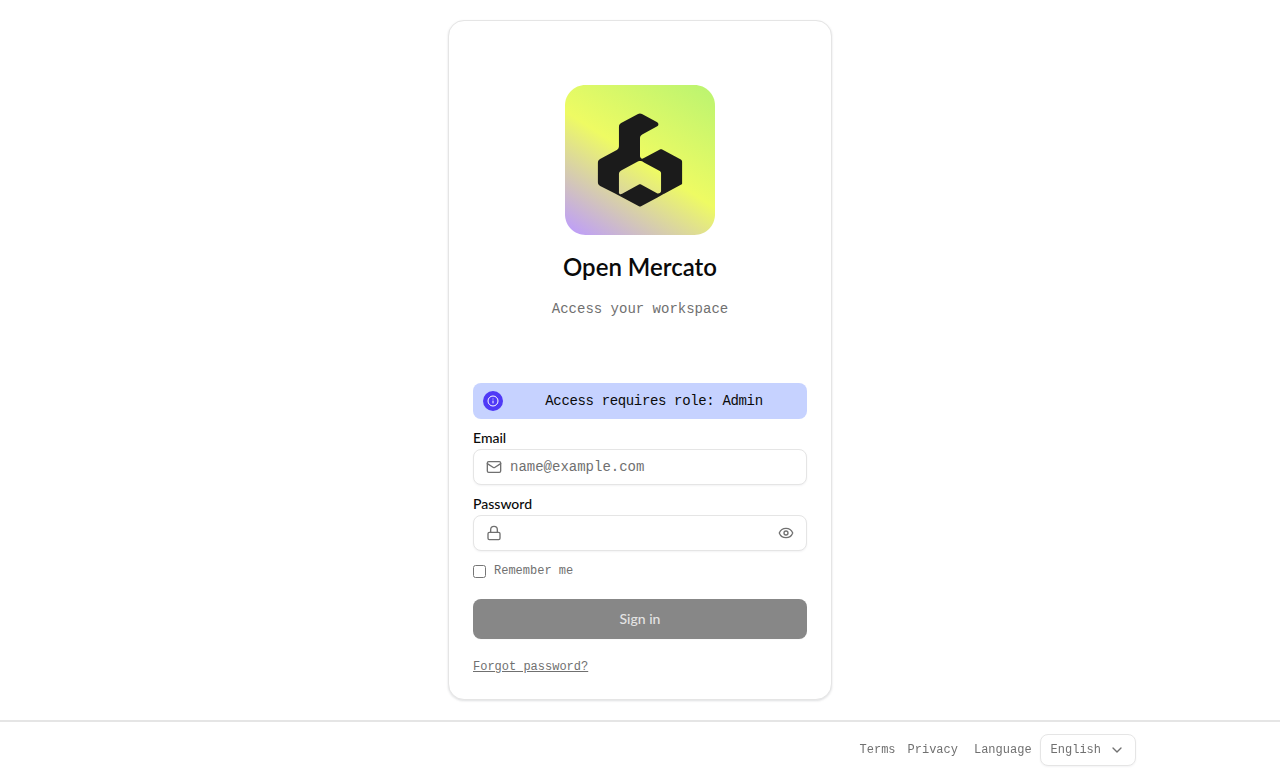 Open Mercato
Access your workspace
Access requires role: Admin
Email
name@example.com
Password
Remember me
Sign in
Forgot password?
Terms Privacy Language English